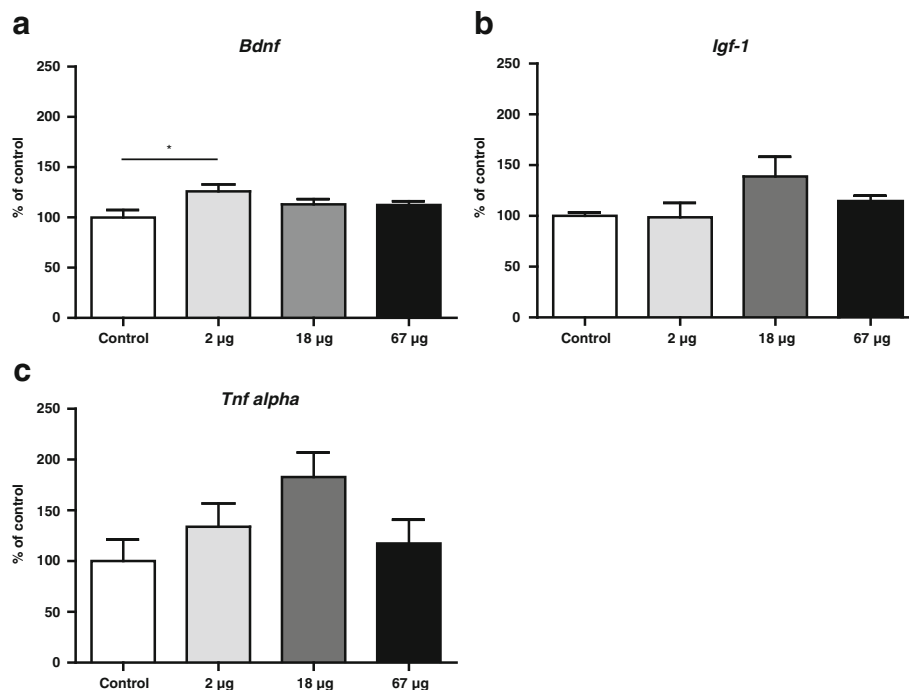 a
Bdnf
% of control
250
200
150
100
50
0
*
Control 2 µg 18 µg 67 µg
b
Igf-1
% of control
250
200
150
100
50
0
Control 2 µg 18 µg 67 µg
c
Tnf alpha
% of control
250
200
150
100
50
0
Control 2 µg 18 µg 67 µg